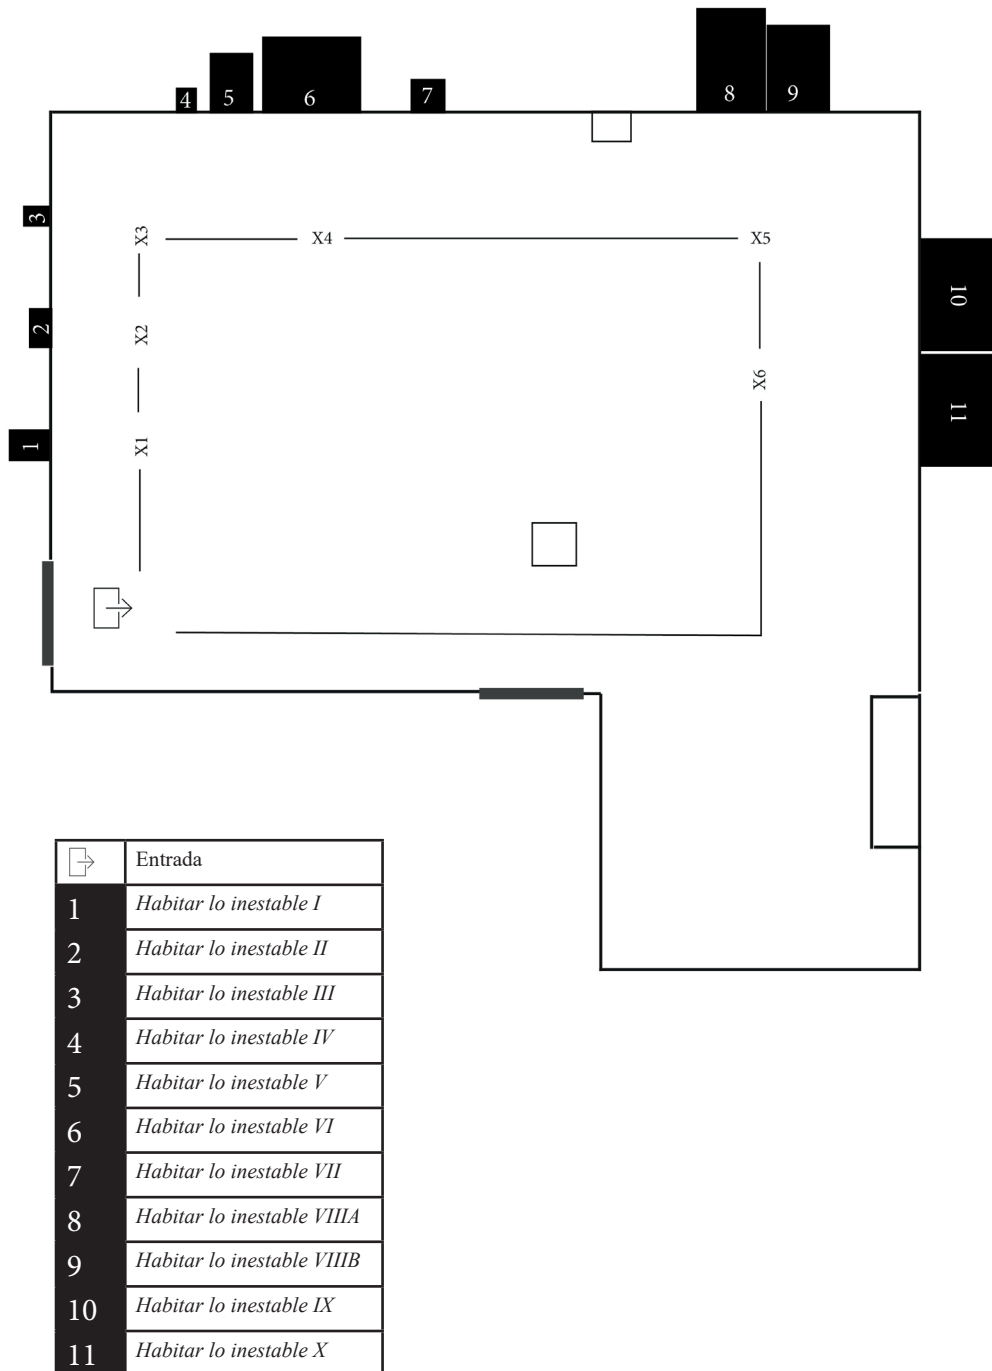 4 5 6 7 8 9
3
X3 X4 X5
10
2
X2
X6
11
1
X1
Entrada
1 Habitar lo inestable I
2 Habitar lo inestable II
3 Habitar lo inestable III
4 Habitar lo inestable IV
5 Habitar lo inestable V
6 Habitar lo inestable VI
7 Habitar lo inestable VII
8 Habitar lo inestable VIIIA
9 Habitar lo inestable VIIIB
10 Habitar lo inestable IX
11 Habitar lo inestable X